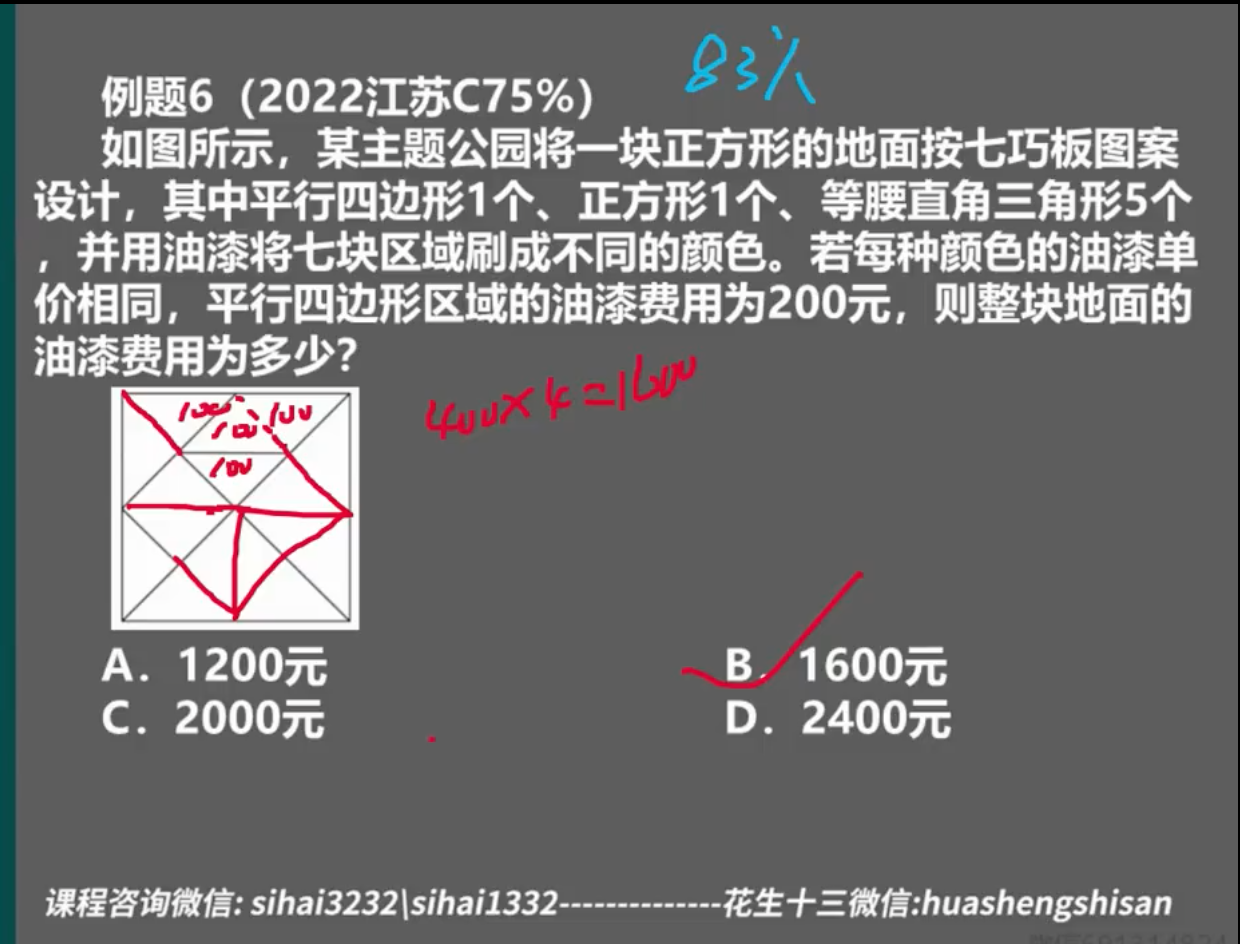 83%
例题6（2022江苏C75%）
如图所示，某主题公园将一块正方形的地面按七巧板图案
设计，其中平行四边形1个、正方形1个、等腰直角三角形5个
，并用油漆将七块区域刷成不同的颜色。若每种颜色的油漆单
价相同，平行四边形区域的油漆费用为200元，则整块地面的
油漆费用为多少？
400×4=1600
100 100
100
100
A．1200元
B．1600元
C．2000元
D．2400元
课程咨询微信: sihai3232\sihai1332--------------花生十三微信:huashengshisan